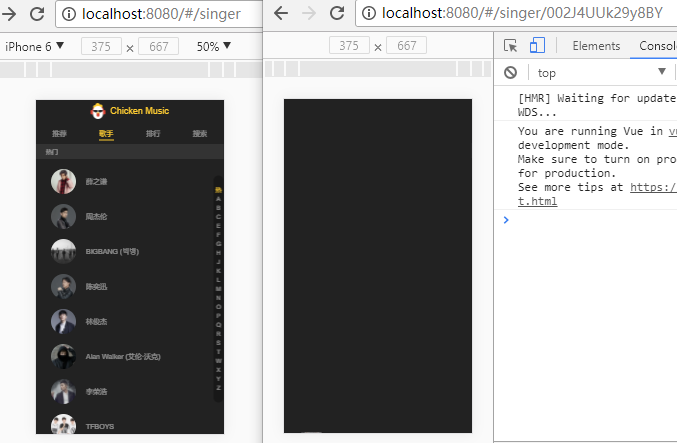 localhost:8080/#/singer
iPhone 6 ▼ 375 × 667 50% ▼
Chicken Music
推荐 歌手 排行 搜索
热门
薛之谦
周杰伦
BIGBANG (빅뱅)
陈奕迅
林俊杰
Alan Walker (艾伦·沃克)
李荣浩
TFBOYS
热
A
B
C
E
F
G
H
J
K
L
M
N
O
P
Q
R
S
T
W
X
Y
Z
localhost:8080/#/singer/002J4UUk29y8BY
375 × 667
Elements Consol
top ▼
[HMR] Waiting for update
WDS...
You are running Vue in
development mode.
Make sure to turn on pro
for production.
See more tips at https:/
t.html